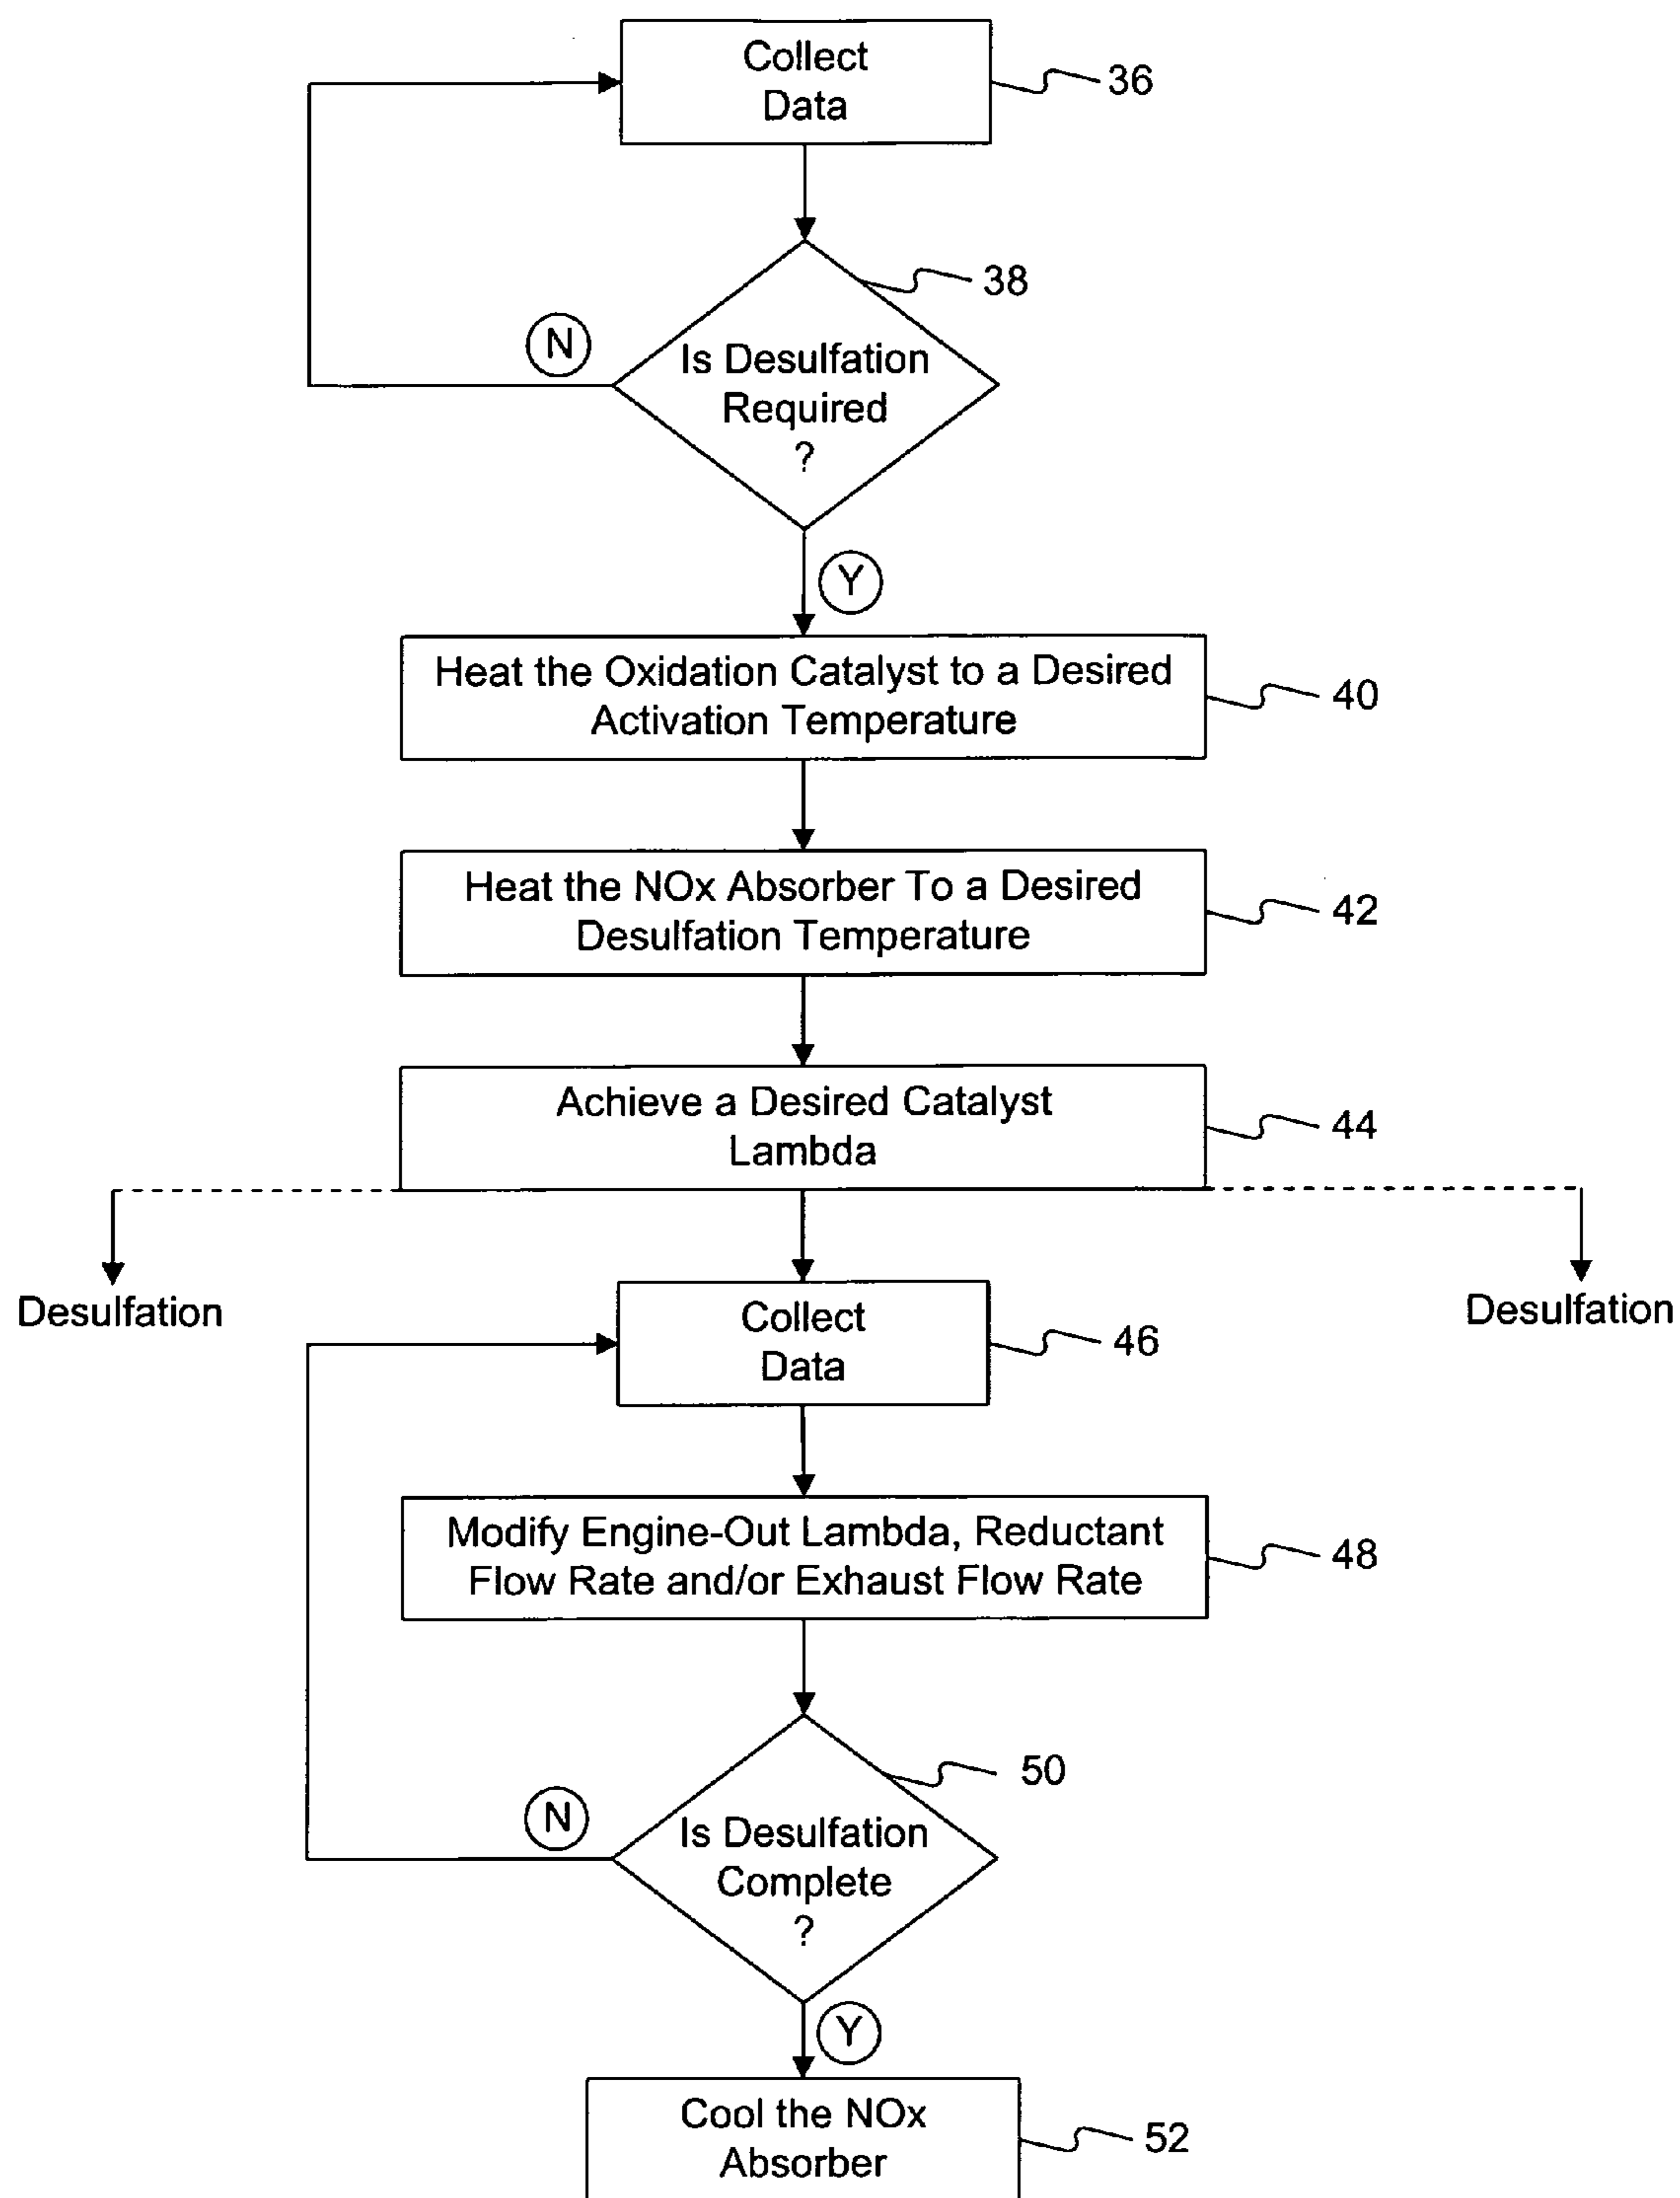 Collect
Data
36
38
N
Is Desulfation
Required
?
Y
Heat the Oxidation Catalyst to a Desired
Activation Temperature
40
Heat the NOx Absorber To a Desired
Desulfation Temperature
42
Achieve a Desired Catalyst
Lambda
44
Desulfation
Desulfation
Collect
Data
46
Modify Engine-Out Lambda, Reductant
Flow Rate and/or Exhaust Flow Rate
48
50
N
Is Desulfation
Complete
?
Y
Cool the NOx
Absorber
52